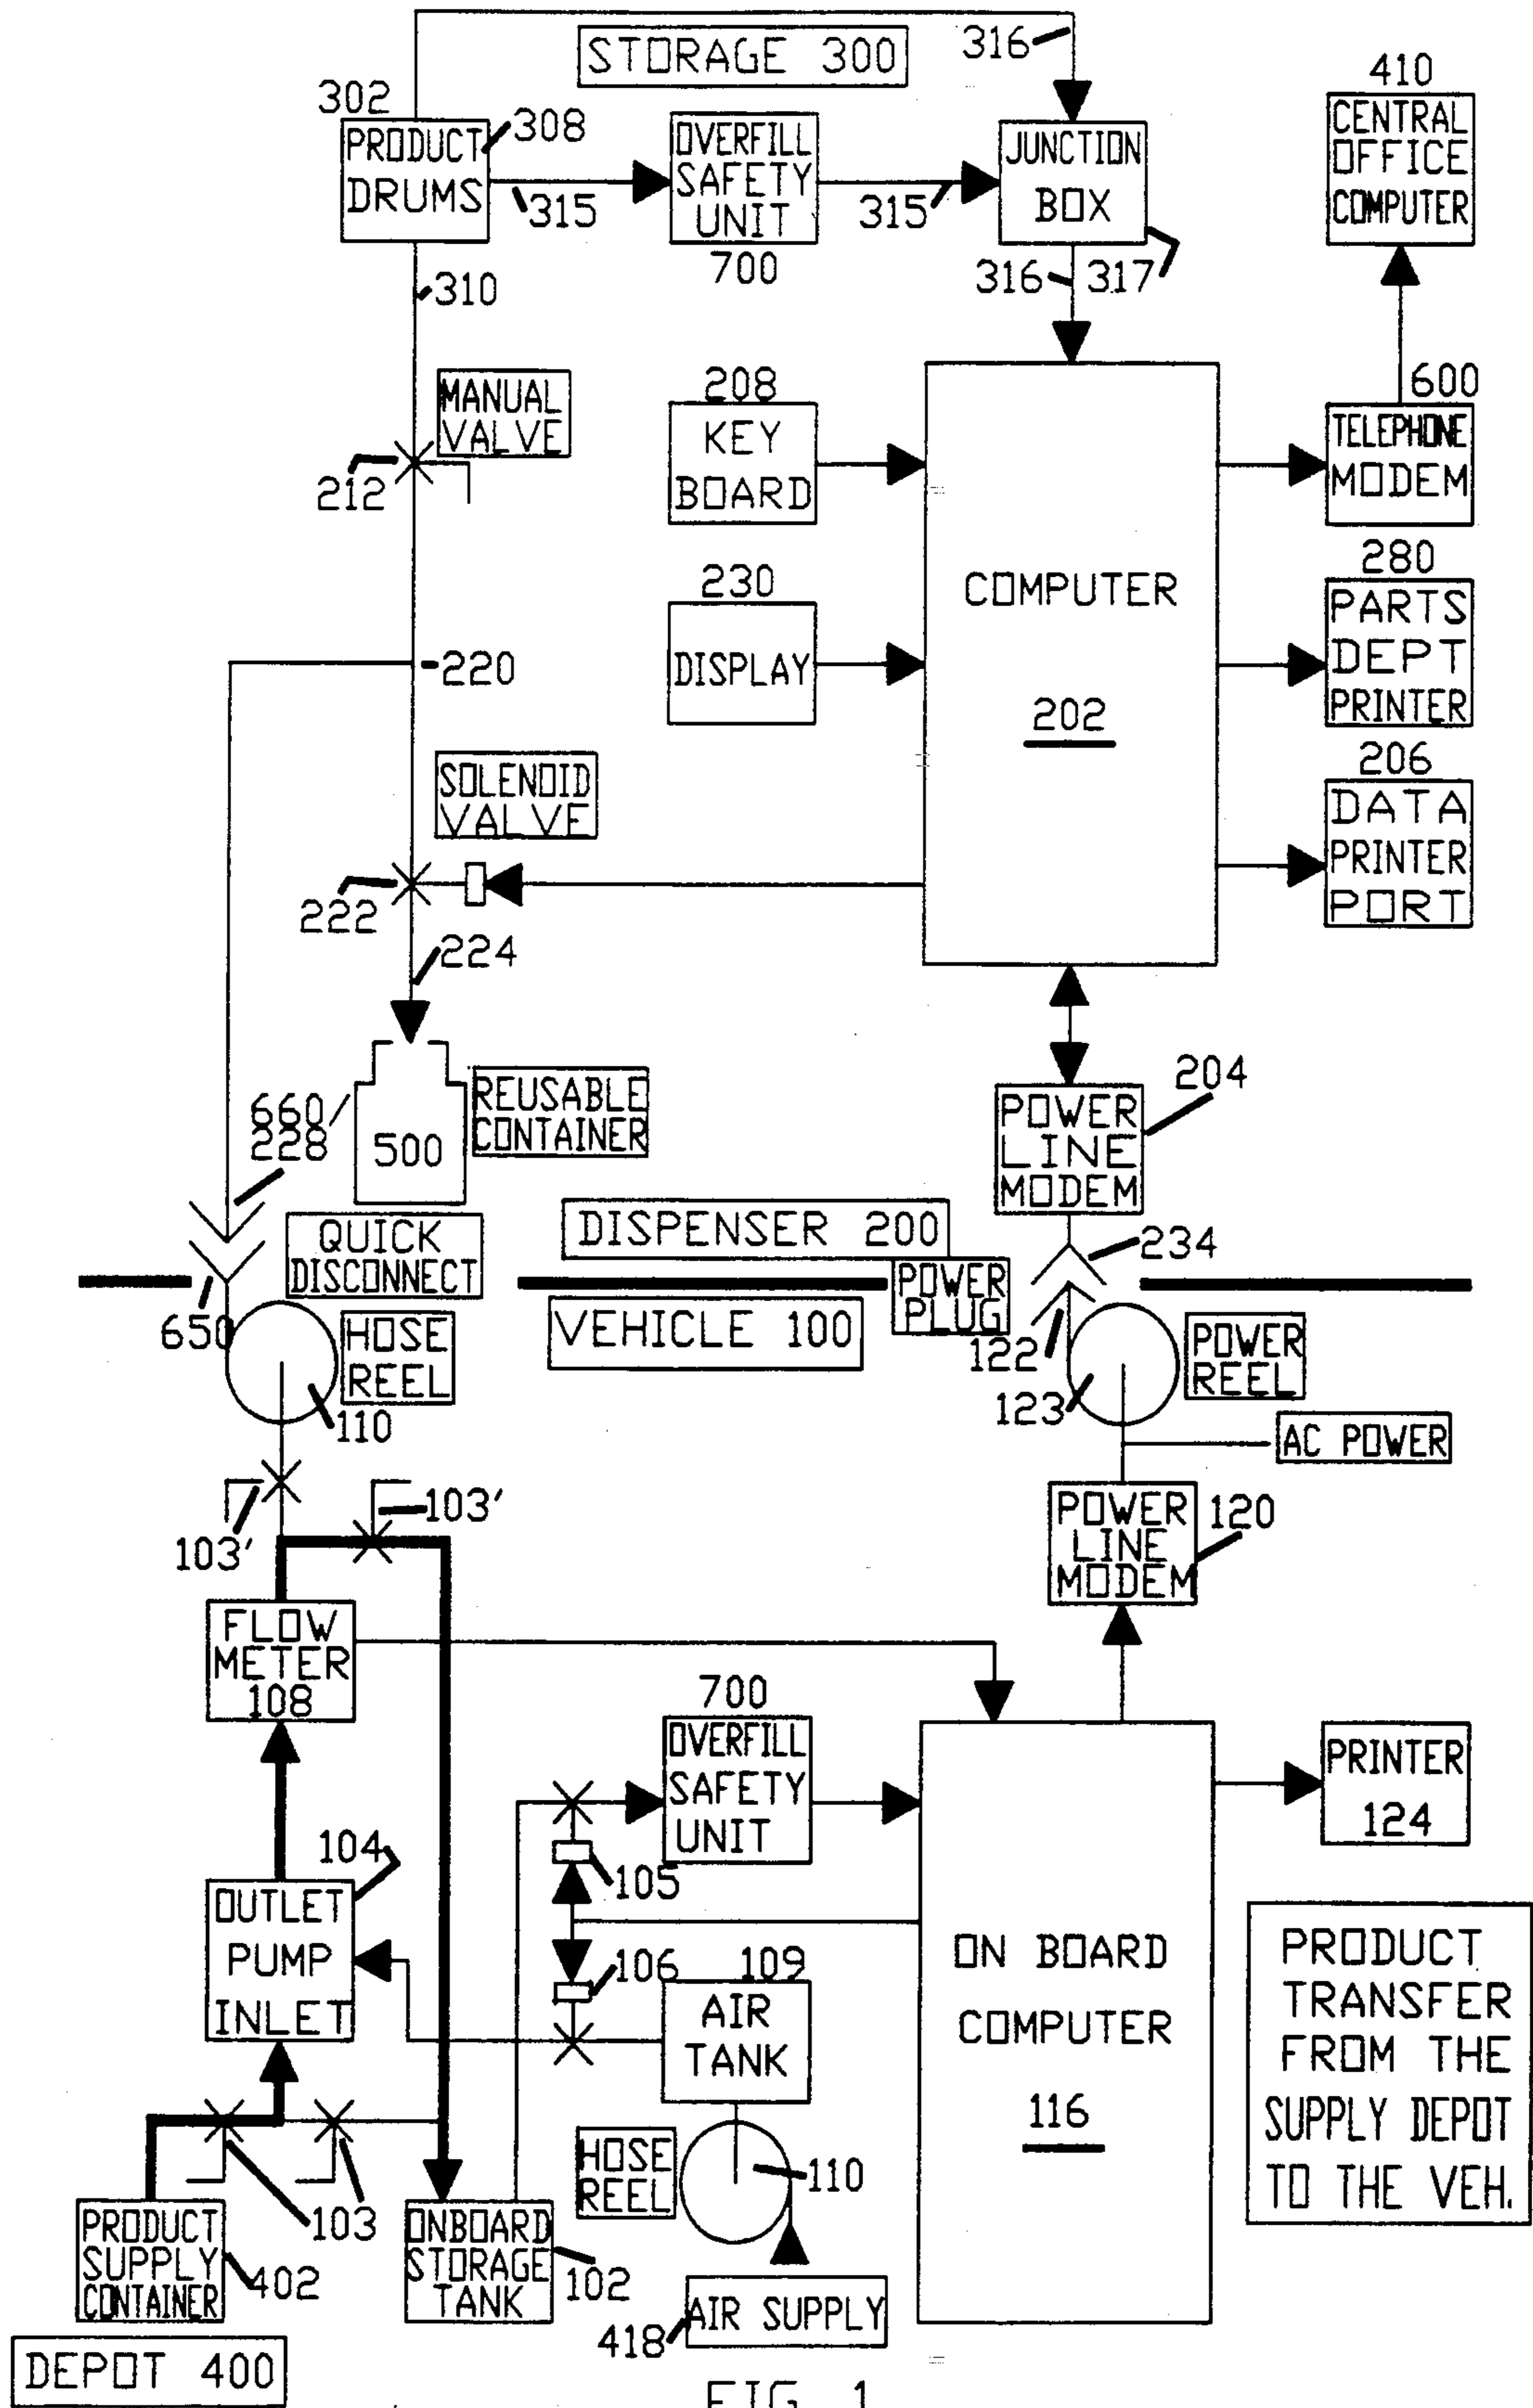 316
STORAGE 300
410
302
308
CENTRAL
OFFICE
COMPUTER
PRODUCT
DRUMS
OVERFILL
SAFETY
UNIT
JUNCTION
BOX
315
315
700
316
317
310
MANUAL
VALVE
208
600
KEY
BOARD
TELEPHONE
MODEM
212
280
230
COMPUTER
PARTS
DEPT
PRINTER
DISPLAY
220
202
206
SOLENOID
VALVE
DATA
PRINTER
PORT
222
224
204
REUSABLE
CONTAINER
POWER
LINE
MODEM
660/
228
500
DISPENSER 200
QUICK
DISCONNECT
234
POWER
PLUG
650
HOSE
REEL
VEHICLE 100
122
POWER
REEL
123
110
AC POWER
103'
103'
POWER
LINE
MODEM
120
FLOW
METER
108
700
OVERFILL
SAFETY
UNIT
PRINTER
124
104
105
OUTLET
PUMP
INLET
106
109
AIR
TANK
ON BOARD
COMPUTER
116
PRODUCT
TRANSFER
FROM THE
SUPPLY DEPOT
TO THE VEH.
HOSE
REEL
110
103
PRODUCT
SUPPLY
CONTAINER
402
ONBOARD
STORAGE
TANK
102
AIR SUPPLY
418
DEPOT 400
FIG. 1